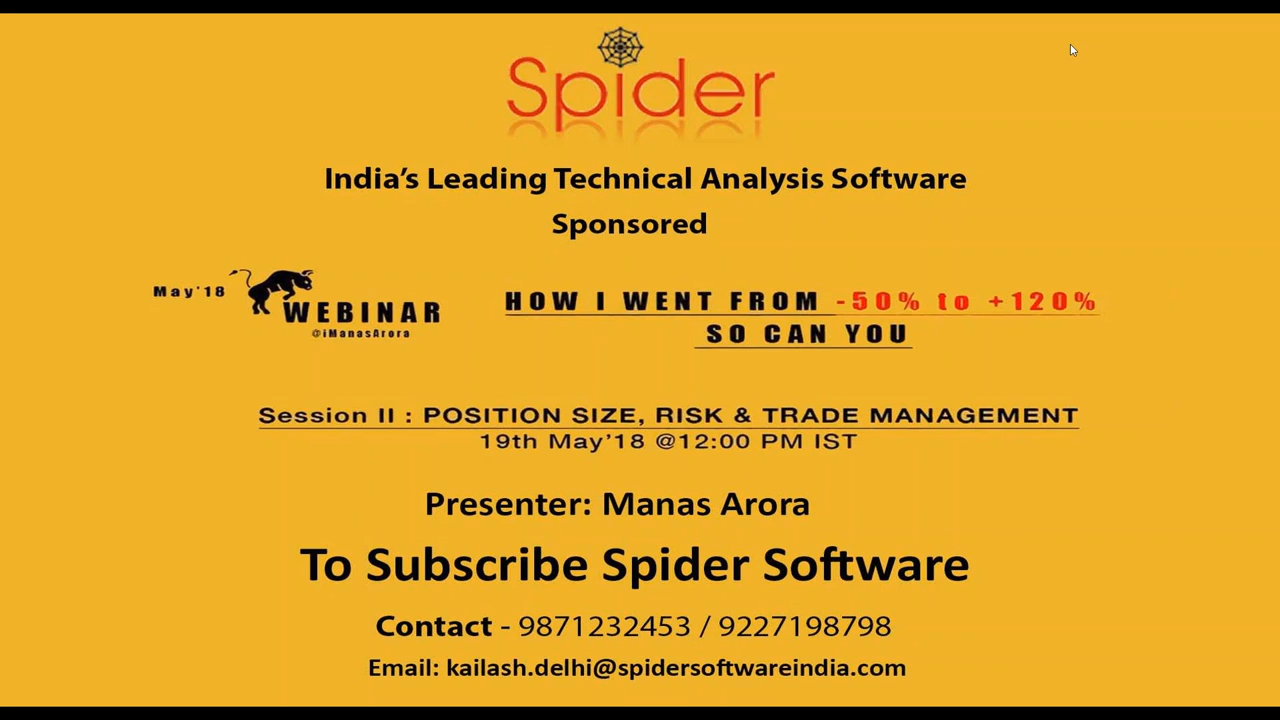 Spider
India's Leading Technical Analysis Software
Sponsored
May'18
WEBINAR
@iManasArora
HOW I WENT FROM -50% to +120%
SO CAN YOU
Session II : POSITION SIZE, RISK & TRADE MANAGEMENT
19th May'18 @12:00 PM IST
Presenter: Manas Arora
To Subscribe Spider Software
Contact - 9871232453 / 9227198798
Email: kailash.delhi@spidersoftwareindia.com